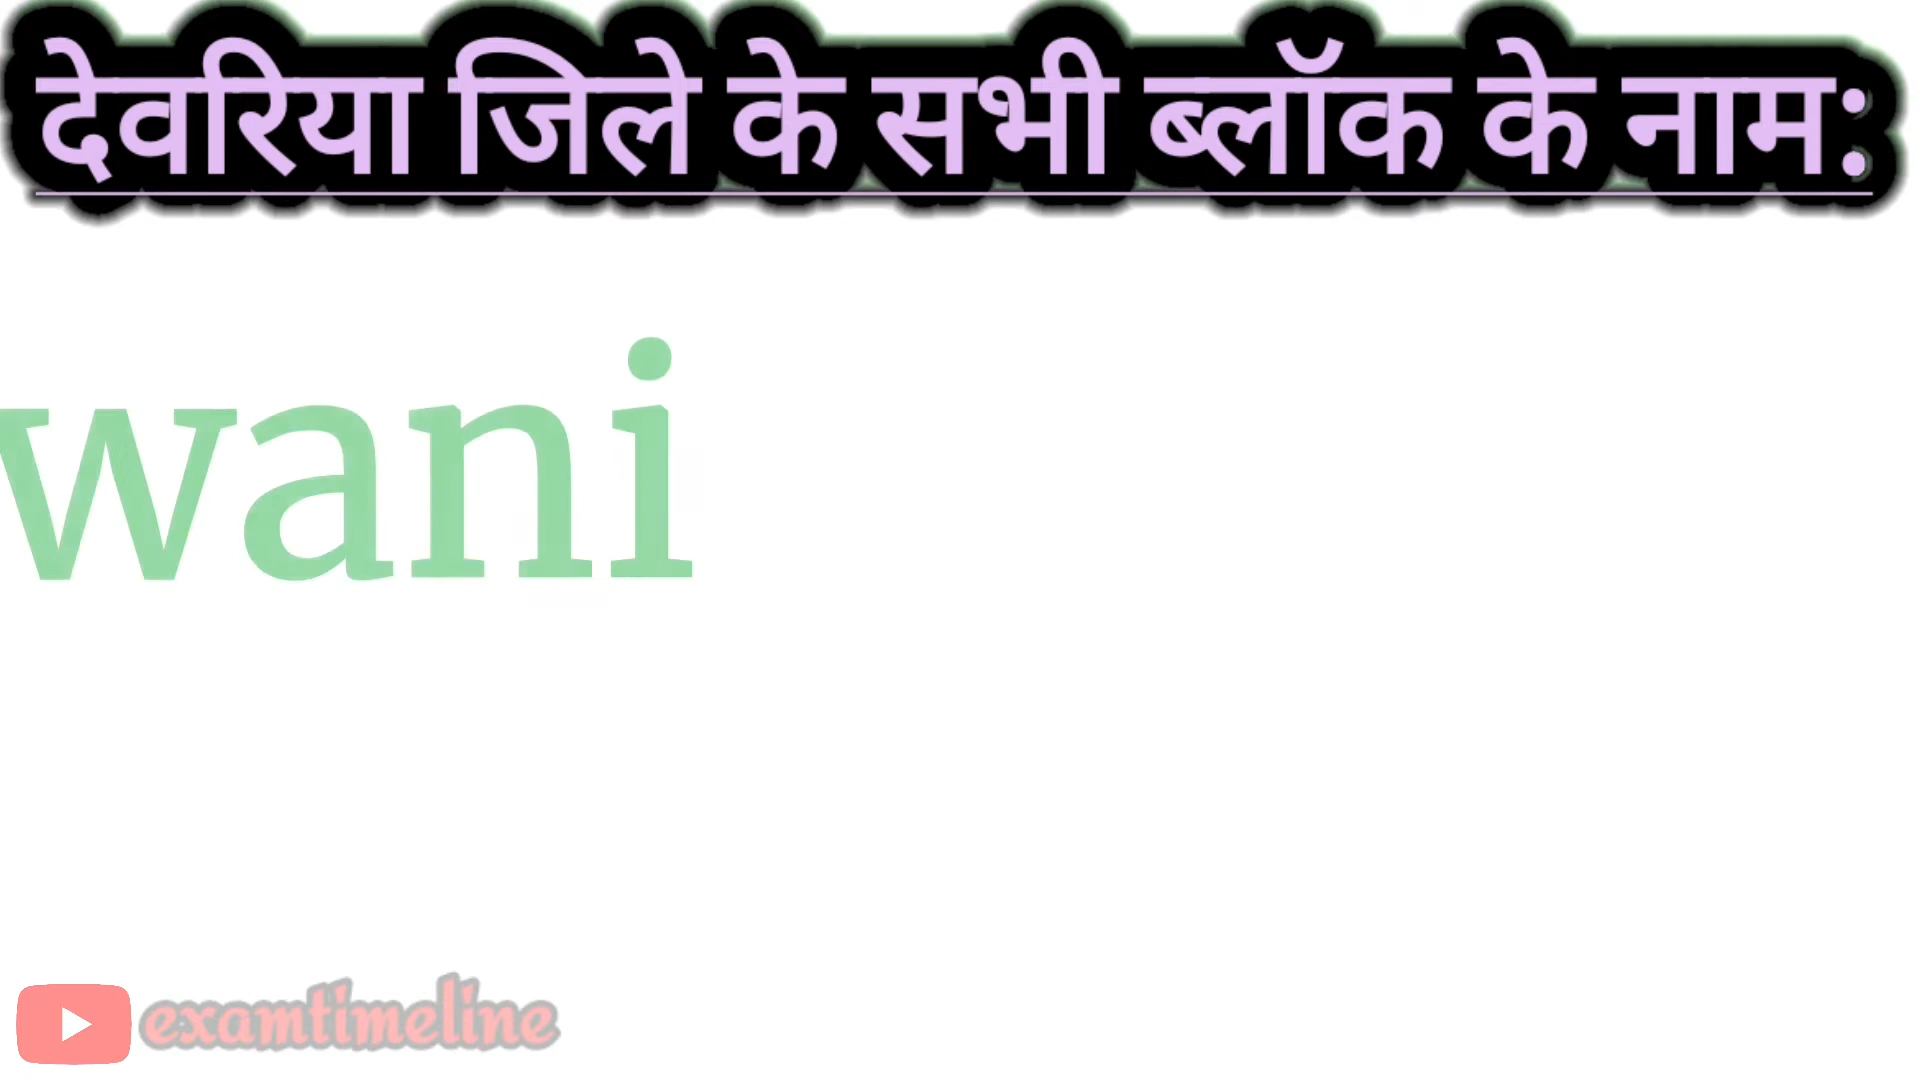 देवरिया जिले के सभी ब्लॉक के नाम:
wani
examtimeline